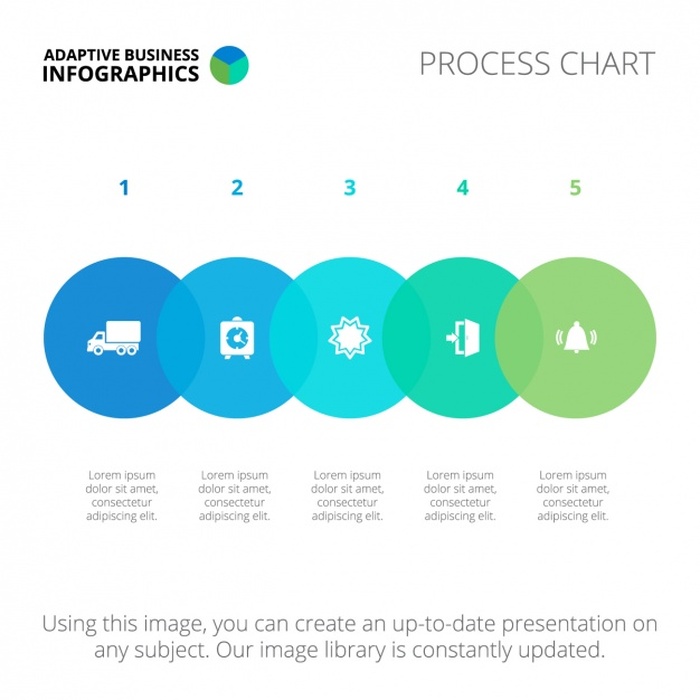 ADAPTIVE BUSINESS
INFOGRAPHICS
PROCESS CHART
1 2 3 4 5
Lorem ipsum
dolor sit amet,
consectetur
adipiscing elit.
Lorem ipsum
dolor sit amet,
consectetur
adipiscing elit.
Lorem ipsum
dolor sit amet,
consectetur
adipiscing elit.
Lorem ipsum
dolor sit amet,
consectetur
adipiscing elit.
Lorem ipsum
dolor sit amet,
consectetur
adipiscing elit.
Using this image, you can create an up-to-date presentation on
any subject. Our image library is constantly updated.